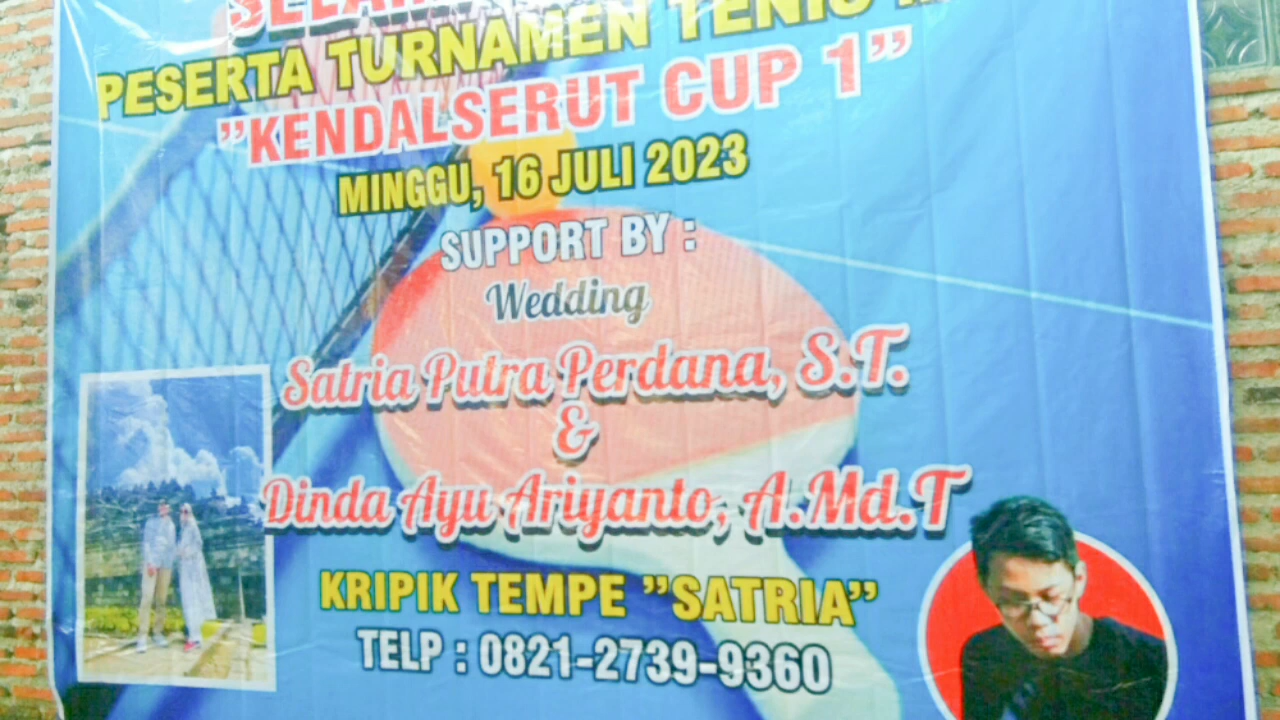 PESERTA TURNAMEN TENIS
"KENDALSERUT CUP 1"
MINGGU, 16 JULI 2023
SUPPORT BY :
Wedding
Satria Putra Perdana, S.T.
&
Dinda Ayu Ariyanto, A.Md.T
KRIPIK TEMPE "SATRIA"
TELP : 0821-2739-9360